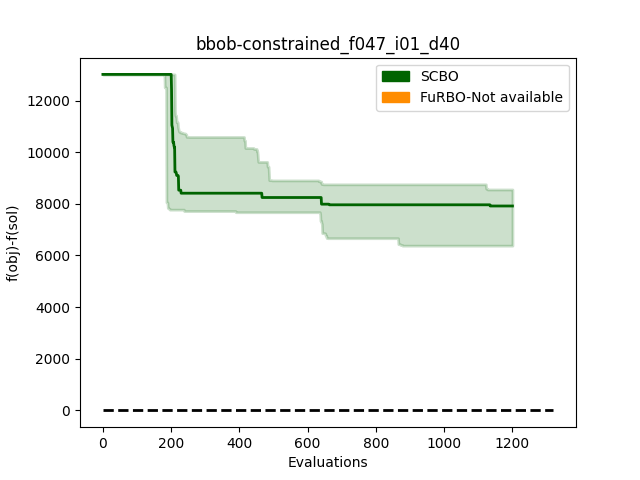 bbob-constrained_f047_i01_d40
SCBO
FuRBO-Not available
f(obj)-f(sol)
12000
10000
8000
6000
4000
2000
0
0 200 400 600 800 1000 1200
Evaluations